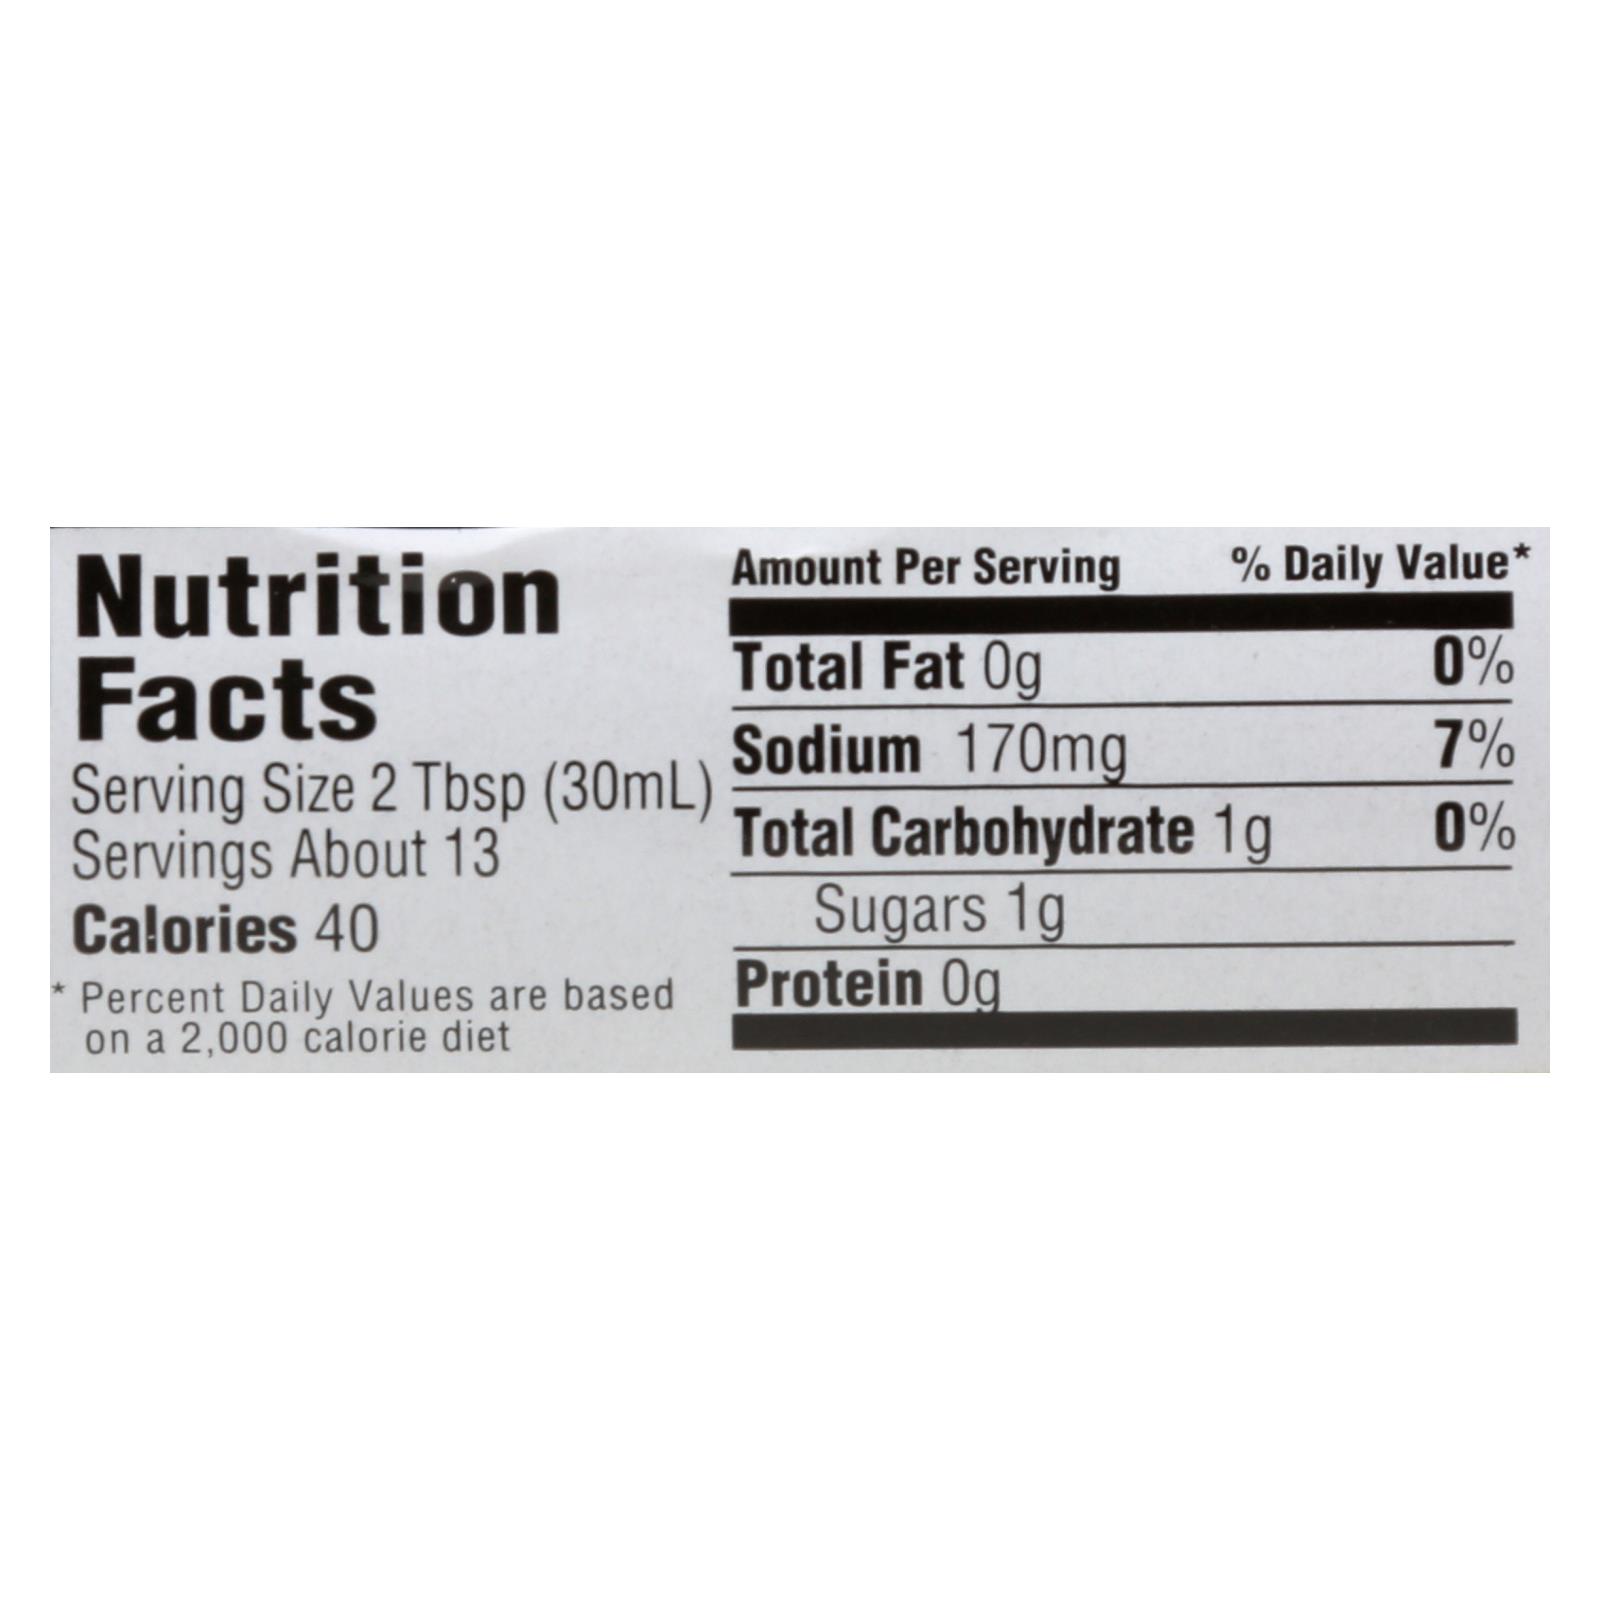 Nutrition
Facts
Serving Size 2 Tbsp (30mL)
Servings About 13
Calories 40
* Percent Daily Values are based
on a 2,000 calorie diet
Amount Per Serving % Daily Value*
Total Fat 0g 0%
Sodium 170mg 7%
Total Carbohydrate 1g 0%
Sugars 1g
Protein 0g